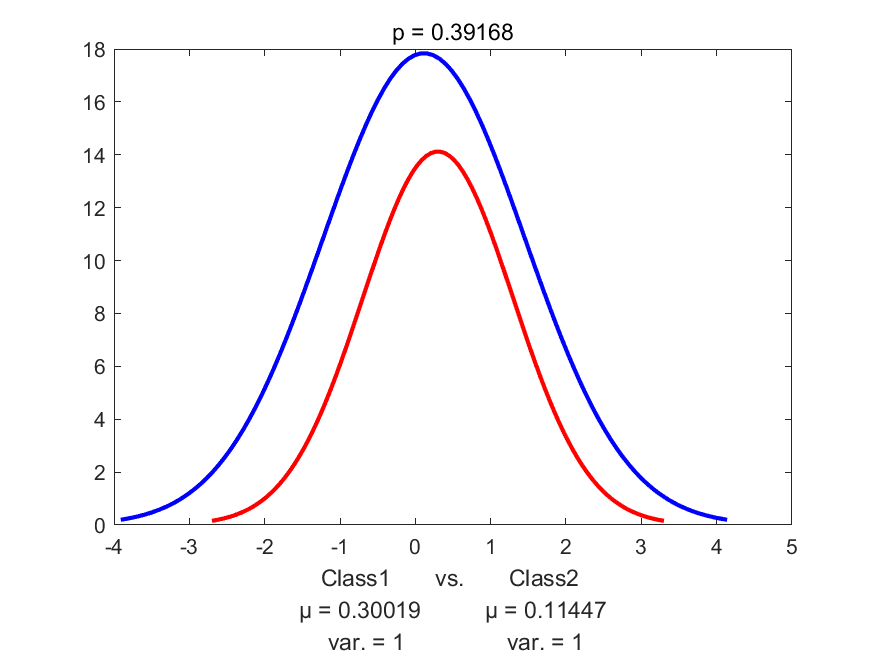 p = 0.39168
18
16
14
12
10
8
6
4
2
0
-4 -3 -2 -1 0 1 2 3 4 5
Class1 vs. Class2
μ = 0.30019 μ = 0.11447
var. = 1 var. = 1